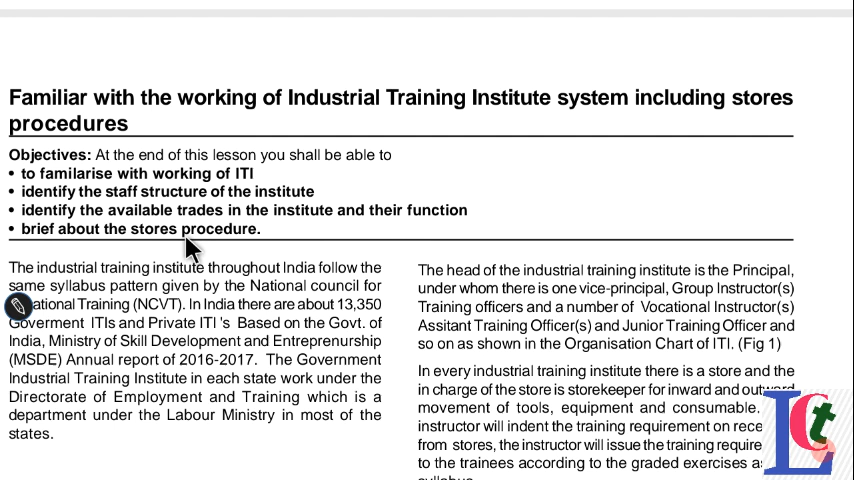 Familiar with the working of Industrial Training Institute system including stores
procedures
Objectives: At the end of this lesson you shall be able to
• to familarise with working of ITI
• identify the staff structure of the institute
• identify the available trades in the institute and their function
• brief about the stores procedure.
The industrial training institute throughout India follow the
same syllabus pattern given by the National council for
ational Training (NCVT). In India there are about 13,350
Goverment ITIs and Private ITI 's Based on the Govt. of
India, Ministry of Skill Development and Entreprenurship
(MSDE) Annual report of 2016-2017. The Government
Industrial Training Institute in each state work under the
Directorate of Employment and Training which is a
department under the Labour Ministry in most of the
states.
The head of the industrial training institute is the Principal,
under whom there is one vice-principal, Group Instructor(s)
Training officers and a number of Vocational Instructor(s)
Assitant Training Officer(s) and Junior Training Officer and
so on as shown in the Organisation Chart of ITI. (Fig 1)
In every industrial training institute there is a store and the
in charge of the store is storekeeper for inward and outward
movement of tools, equipment and consumable.
instructor will indent the training requirement on rece
from stores, the instructor will issue the training require
to the trainees according to the graded exercises as
LCt